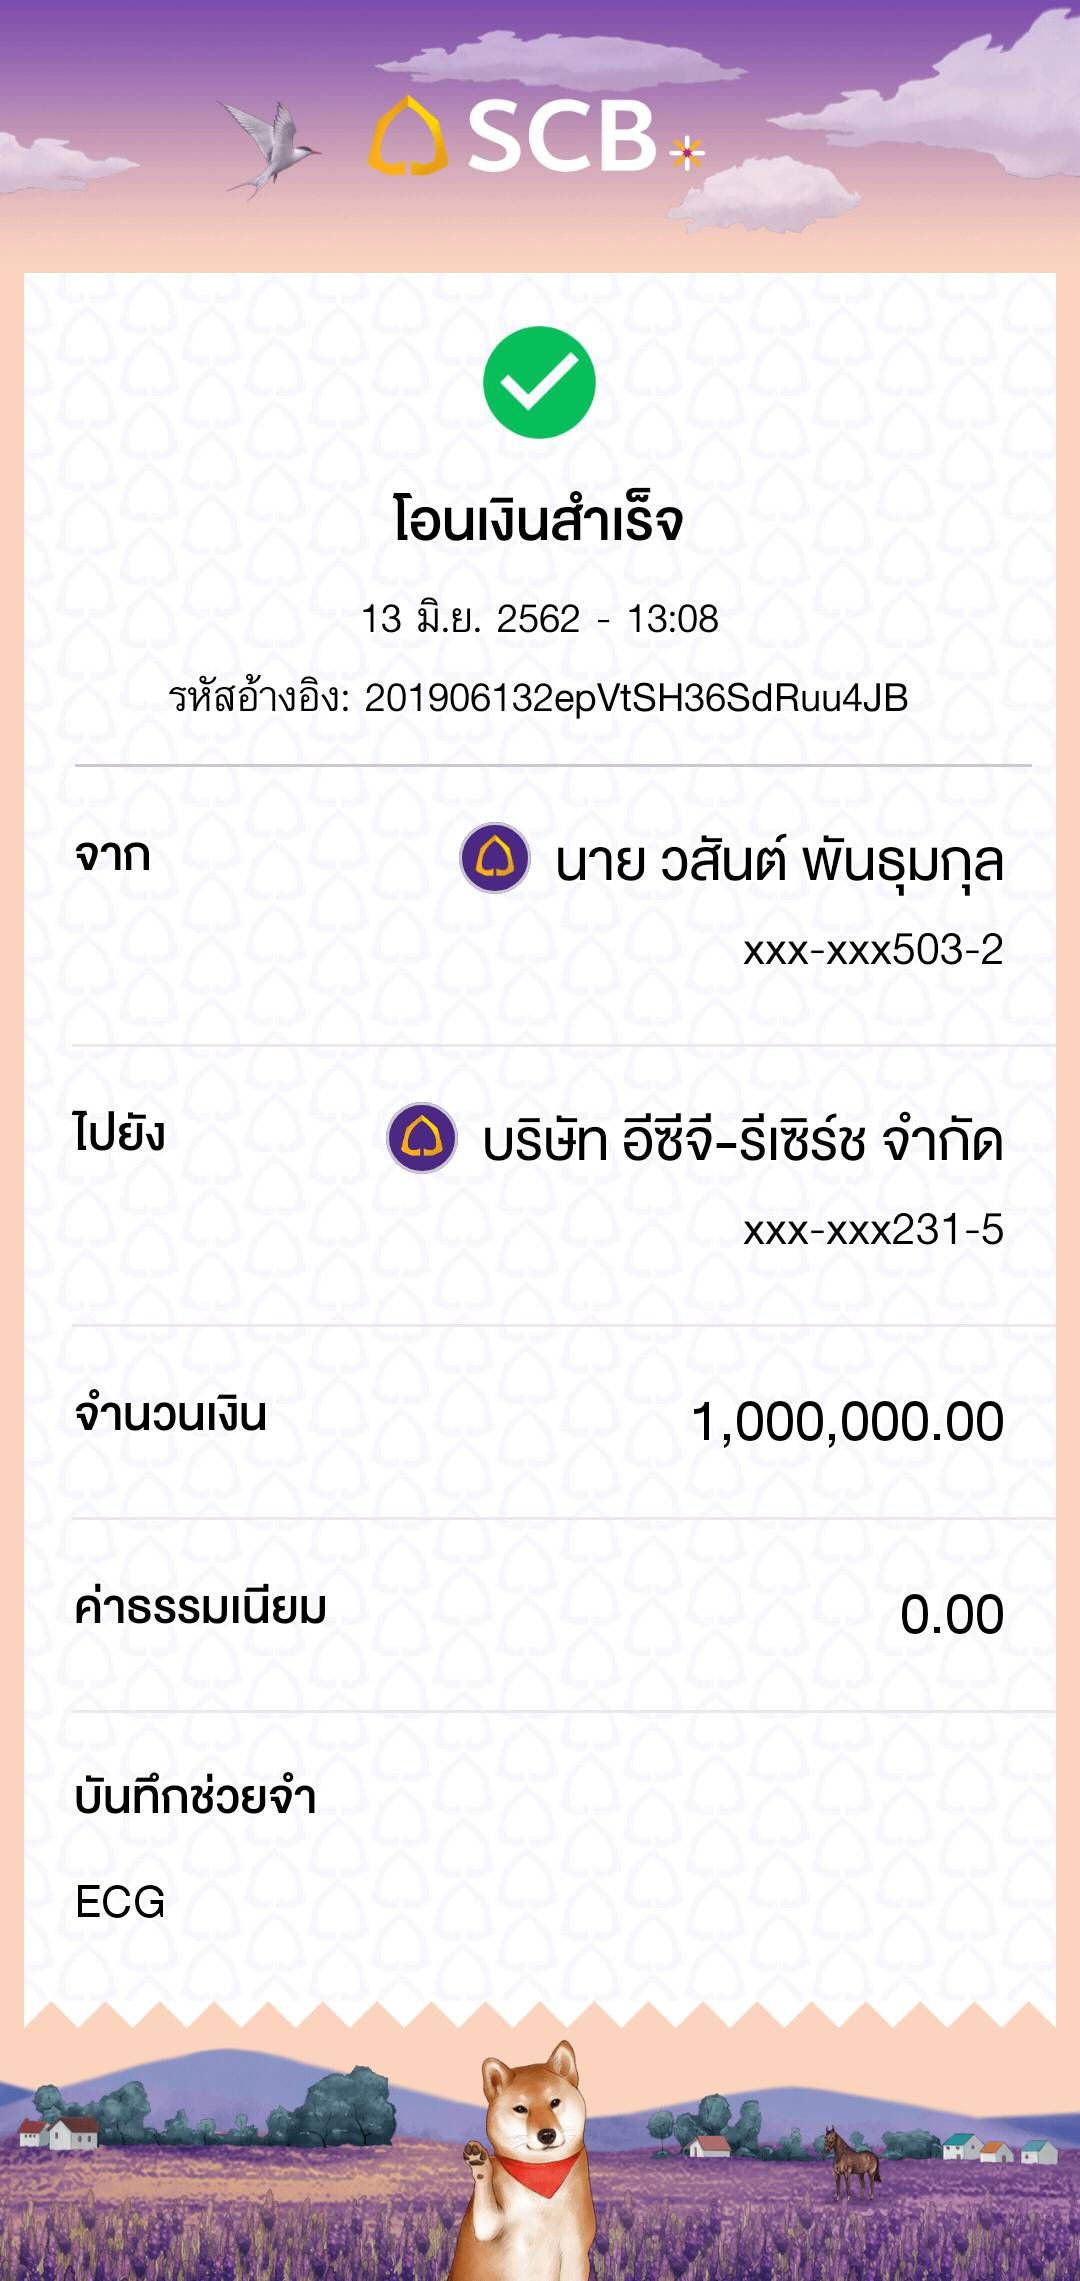 SCB
โอนเงินสำเร็จ
13 มิ.ย. 2562 - 13:08
รหัสอ้างอิง: 201906132epVtSH36SdRuu4JB
จาก
นาย วสันต์ พันธุมกุล
xxx-xxx503-2
ไปยัง
บริษัท อีซีจี-รีเซิร์ช จำกัด
xxx-xxx231-5
จำนวนเงิน
1,000,000.00
ค่าธรรมเนียม
0.00
บันทึกช่วยจำ
ECG